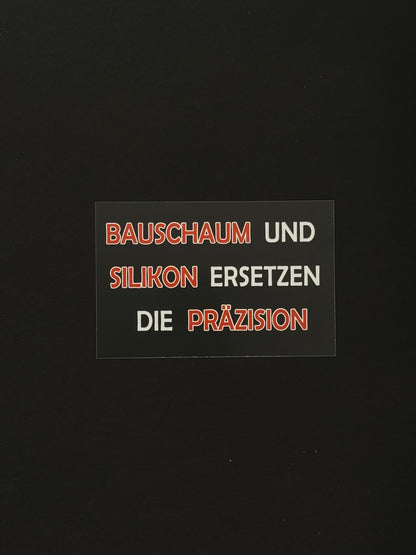 BAUSCHAUM UND
SILIKON ERSETZEN
DIE PRÄZISION